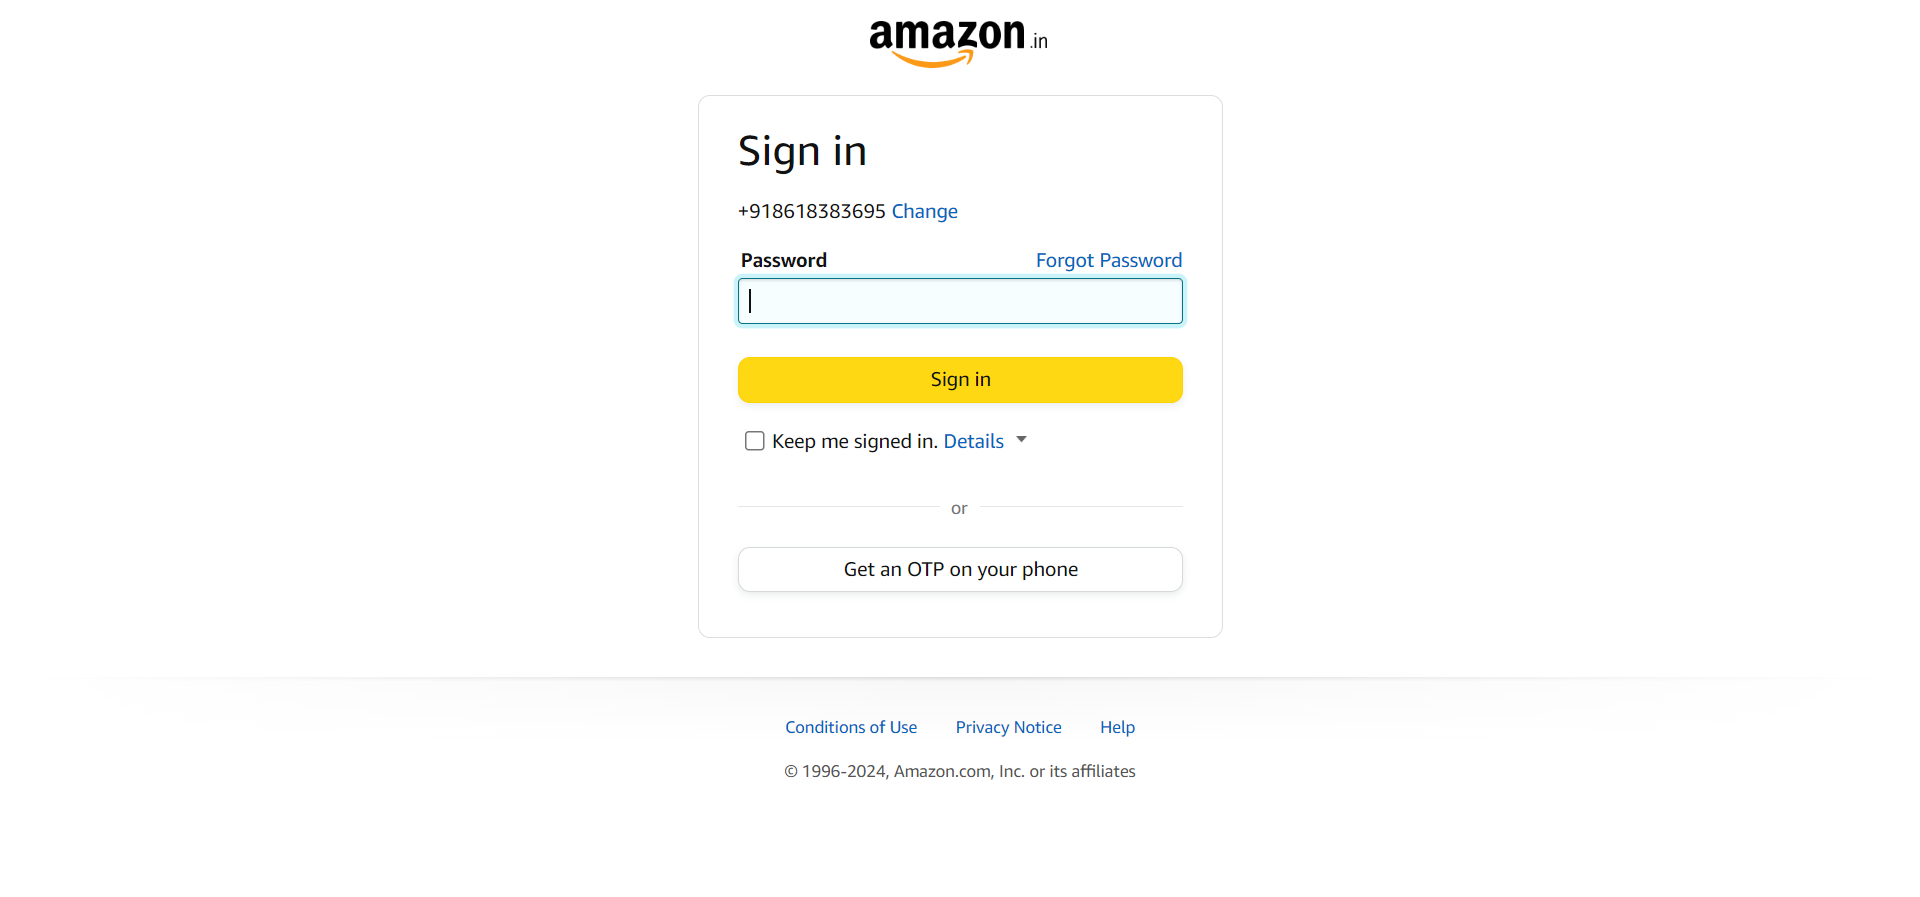 amazon.in
Sign in
+918618383695 Change
Password Forgot Password
Sign in
Keep me signed in. Details
or
Get an OTP on your phone
Conditions of Use Privacy Notice Help
© 1996-2024, Amazon.com, Inc. or its affiliates